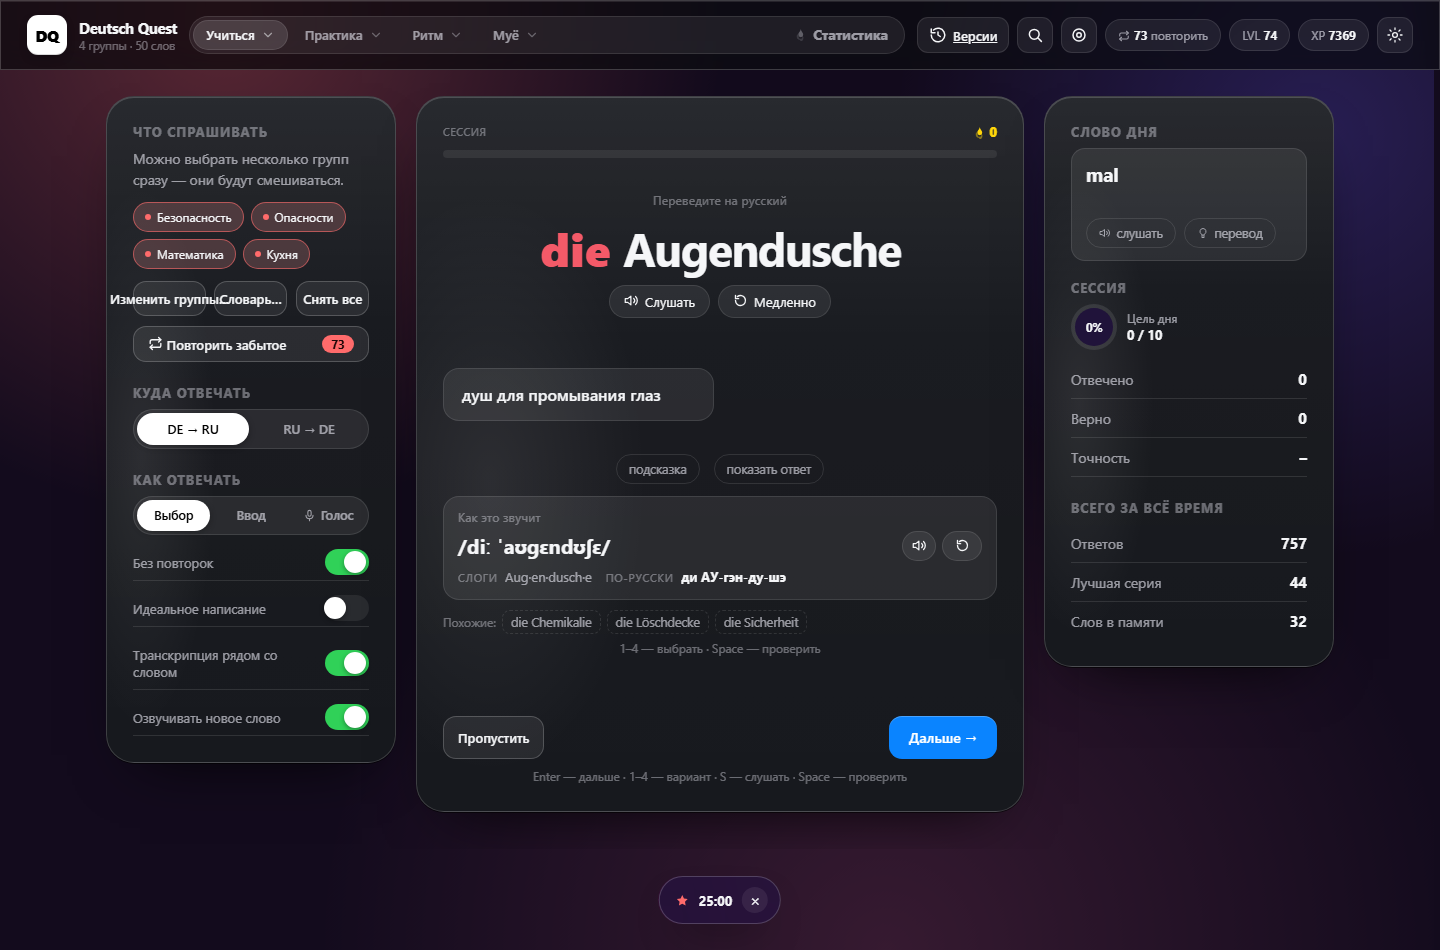 DQ
Deutsch Quest
4 группы · 50 слов
Учиться
Практика
Ритм
Муё
Статистика
Версии
73 повторить
LVL 74
XP 7369
ЧТО СПРАШИВАТЬ
Можно выбрать несколько групп
сразу — они будут смешиваться.
Безопасность
Опасности
Математика
Кухня
Изменить группы…
Словарь…
Снять все
Повторить забытое
73
КУДА ОТВЕЧАТЬ
DE → RU
RU → DE
КАК ОТВЕЧАТЬ
Выбор
Ввод
Голос
Без повторок
Идеальное написание
Транскрипция рядом со
словом
Озвучивать новое слово
СЕССИЯ
0
Переведите на русский
die Augendusche
Слушать
Медленно
душ для промывания глаз
подсказка
показать ответ
Как это звучит
/diː ˈaʊɡɛndʊʃɛ/
СЛОГИ Aug·en·dusch·e ПО-РУССКИ ди АУ-гэн-ду-шэ
Похожие: die Chemikalie die Löschdecke die Sicherheit
1–4 — выбрать · Space — проверить
Пропустить
Дальше →
Enter — дальше · 1–4 — вариант · S — слушать · Space — проверить
СЛОВО ДНЯ
mal
слушать
перевод
СЕССИЯ
0%
Цель дня
0 / 10
Отвечено 0
Верно 0
Точность –
ВСЕГО ЗА ВСЁ ВРЕМЯ
Ответов 757
Лучшая серия 44
Слов в памяти 32
25:00